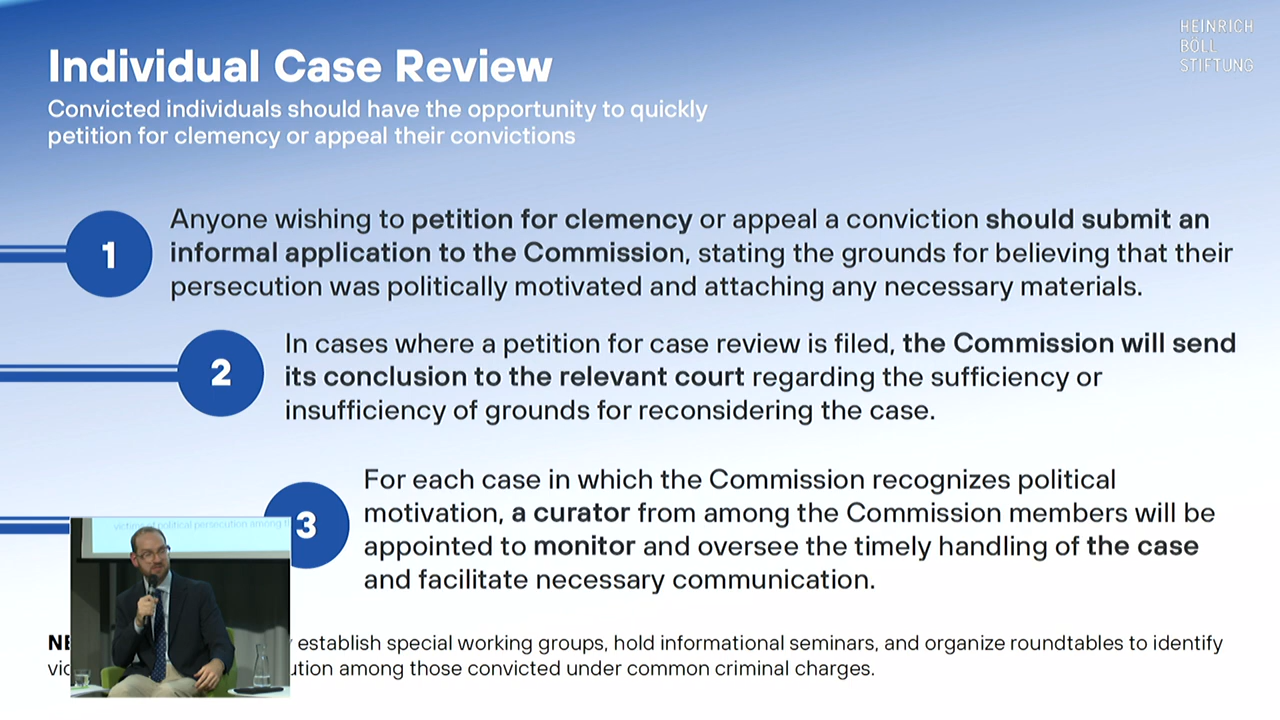 HEINRICH
BÖLL
STIFTUNG
Individual Case Review
Convicted individuals should have the opportunity to quickly
petition for clemency or appeal their convictions
1
Anyone wishing to petition for clemency or appeal a conviction should submit an
informal application to the Commission, stating the grounds for believing that their
persecution was politically motivated and attaching any necessary materials.
2
In cases where a petition for case review is filed, the Commission will send
its conclusion to the relevant court regarding the sufficiency or
insufficiency of grounds for reconsidering the case.
3
For each case in which the Commission recognizes political
motivation, a curator from among the Commission members will be
appointed to monitor and oversee the timely handling of the case
and facilitate necessary communication.
victims of political persecution among
establish special working groups, hold informational seminars, and organize roundtables to identify
among those convicted under common criminal charges.